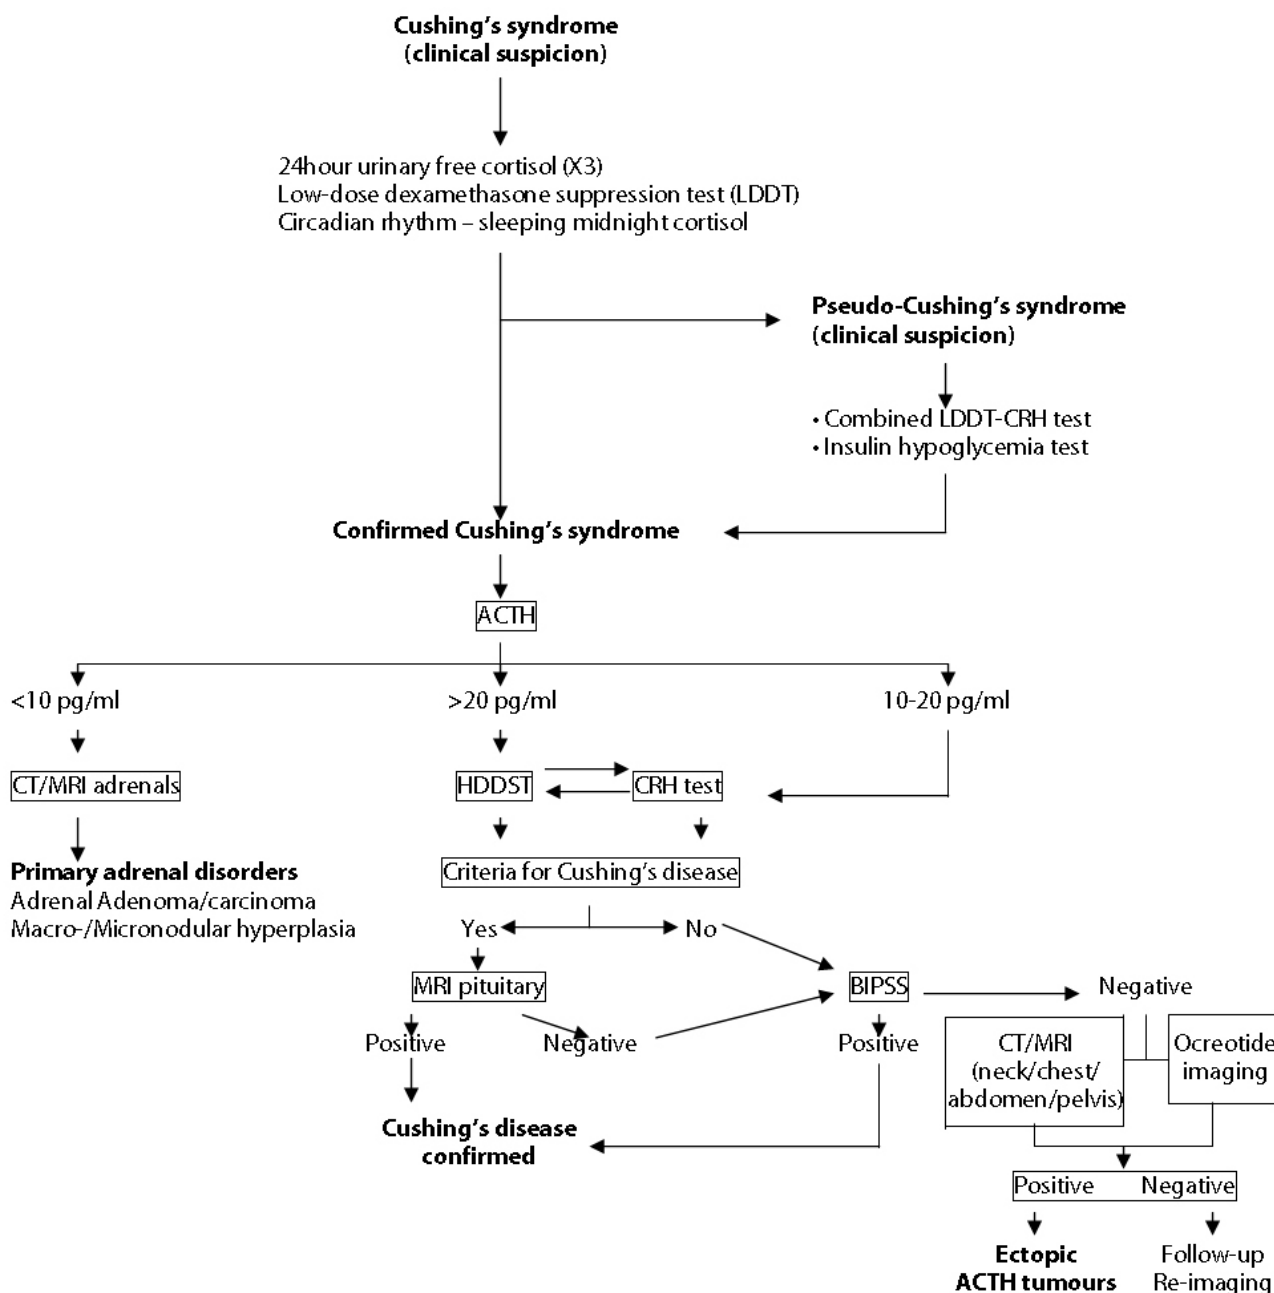 Cushing's syndrome
(clinical suspicion)
24hour urinary free cortisol (X3)
Low-dose dexamethasone suppression test (LDDT)
Circadian rhythm – sleeping midnight cortisol
Pseudo-Cushing's syndrome
(clinical suspicion)
• Combined LDDT-CRH test
• Insulin hypoglycemia test
Confirmed Cushing's syndrome
ACTH
<10 pg/ml
>20 pg/ml
10-20 pg/ml
CT/MRI adrenals
HDDST
CRH test
Primary adrenal disorders
Adrenal Adenoma/carcinoma
Macro-/Micronodular hyperplasia
Criteria for Cushing's disease
Yes
No
MRI pituitary
BIPSS
Negative
Positive
Negative
Positive
CT/MRI
(neck/chest/
abdomen/pelvis)
Ocreotide
imaging
Cushing's disease
confirmed
Positive
Negative
Ectopic
ACTH tumours
Follow-up
Re-imaging